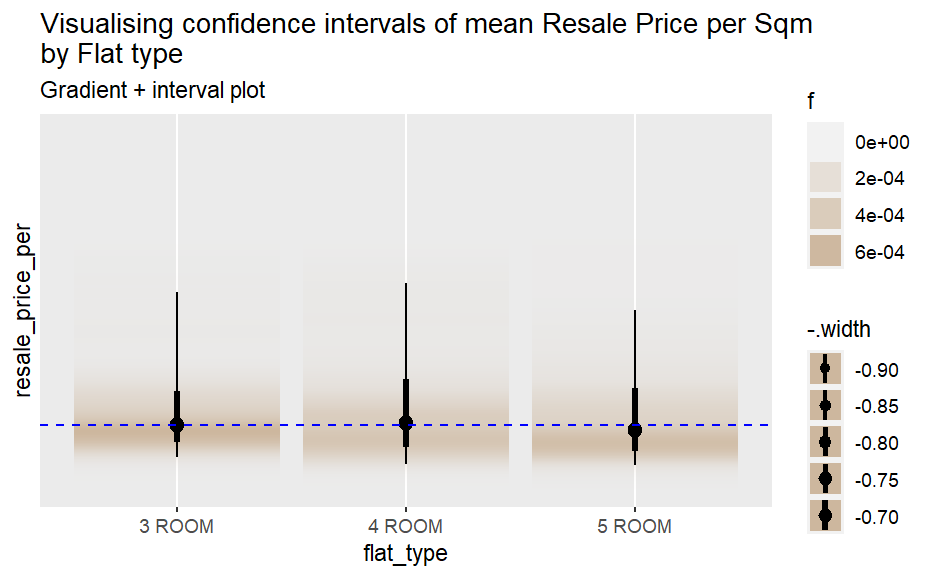 Visualising confidence intervals of mean Resale Price per Sqm
by Flat type
Gradient + interval plot
resale_price_per
3 ROOM
4 ROOM
5 ROOM
flat_type
f
0e+00
2e-04
4e-04
6e-04
-.width
-0.90
-0.85
-0.80
-0.75
-0.70